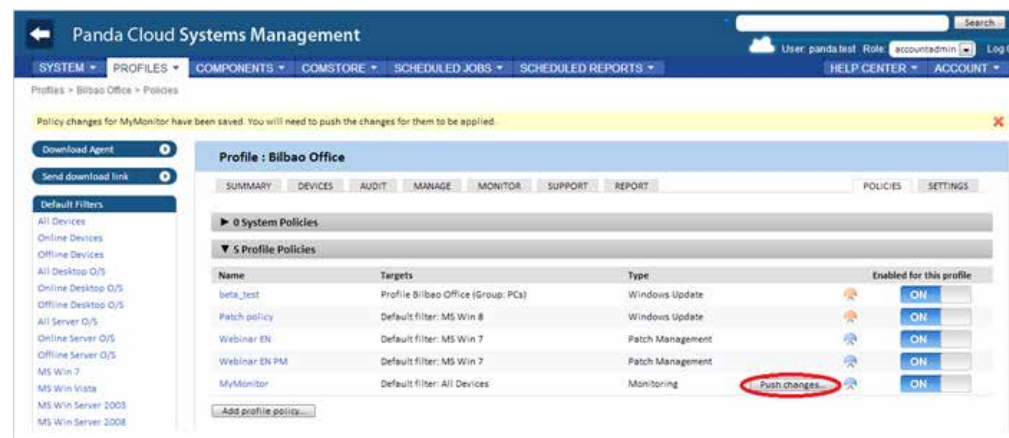 Panda Cloud Systems Management
Search
User: panda.test Role: accountadmin
SYSTEM PROFILES COMPONENTS COMSTORE SCHEDULED JOBS SCHEDULED REPORTS HELP CENTER ACCOUNT
Profiles > Bilbao Office > Policies
Policy changes for MyMonitor have been saved. You will need to push the changes for them to be applied.
Download Agent
Send download link
Default Filters
All Devices
Online Devices
Offline Devices
All Desktop O/S
Online Desktop O/S
Offline Desktop O/S
All Server O/S
Online Server O/S
Offline Server O/S
MS Win 7
MS Win Vista
MS Win Server 2003
MS Win Server 2008
Profile : Bilbao Office
SUMMARY DEVICES AUDIT MANAGE MONITOR SUPPORT REPORT POLICIES SETTINGS
0 System Policies
5 Profile Policies
Name Targets Type Enabled for this profile
beta_test Profile Bilbao Office (Group: PCs) Windows Update ON
Patch policy Default filter: MS Win 8 Windows Update ON
Webinar EN Default filter: MS Win 7 Patch Management ON
Webinar EN PM Default filter: MS Win 7 Patch Management ON
MyMonitor Default filter: All Devices Monitoring Push changes... ON
Add profile policy...